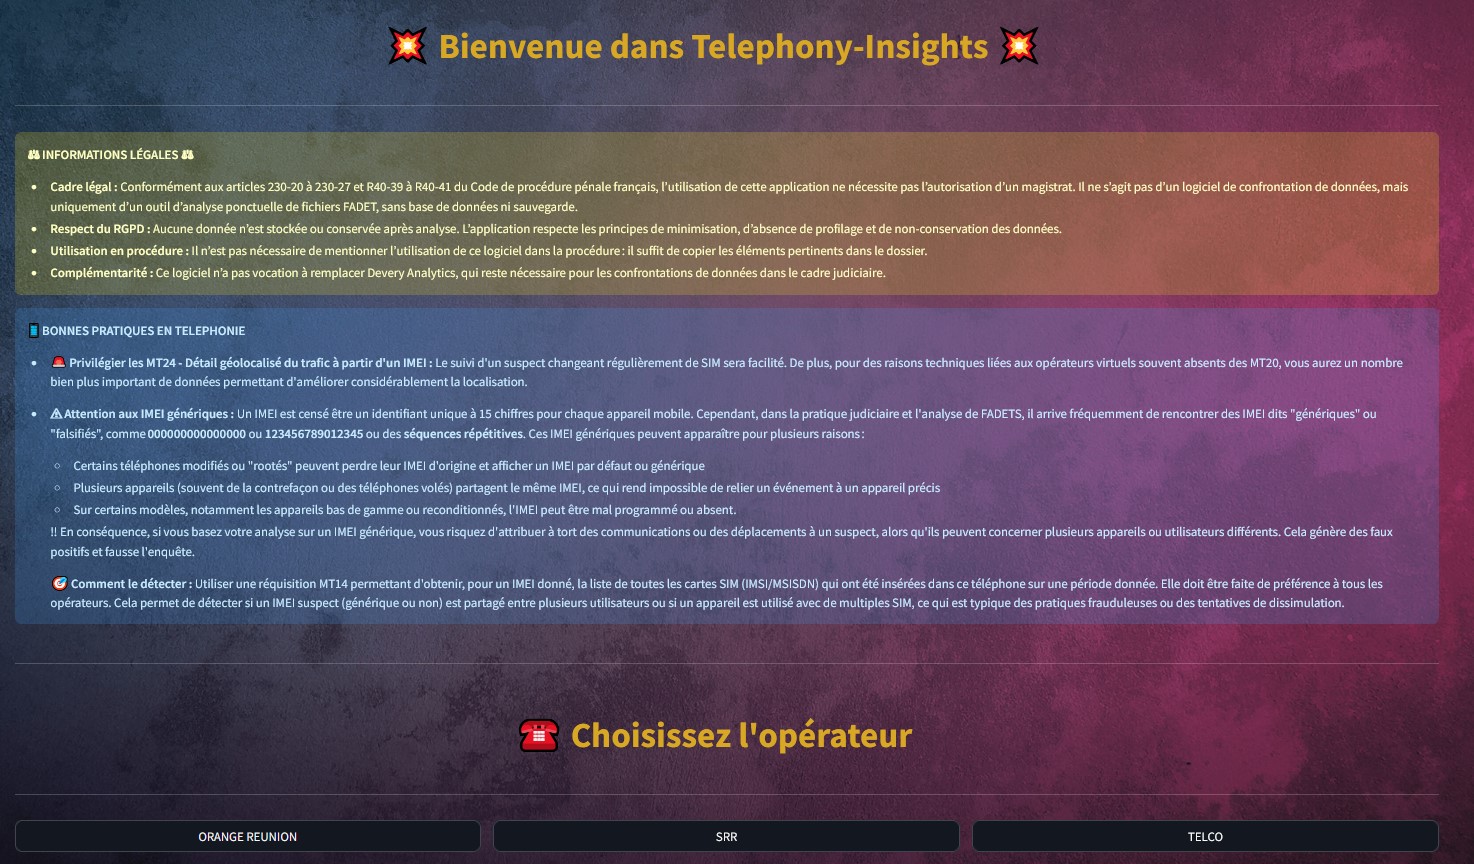 Bienvenue dans Telephony-Insights
INFORMATIONS LÉGALES
Cadre légal : Conformément aux articles 230-20 à 230-27 et R40-39 à R40-41 du Code de procédure pénale français, l'utilisation de cette application ne nécessite pas l'autorisation d'un magistrat. Il ne s'agit pas d'un logiciel de confrontation de données, mais
uniquement d'un outil d'analyse ponctuelle de fichiers FADET, sans base de données ni sauvegarde.
Respect du RGPD : Aucune donnée n'est stockée ou conservée après analyse. L'application respecte les principes de minimisation, d'absence de profilage et de non-conservation des données.
Utilisation en procédure : Il n'est pas nécessaire de mentionner l'utilisation de ce logiciel dans la procédure : il suffit de copier les éléments pertinents dans le dossier.
Complémentarité : Ce logiciel n'a pas vocation à remplacer Devery Analytics, qui reste nécessaire pour les confrontations de données dans le cadre judiciaire.
BONNES PRATIQUES EN TELEPHONIE
Privilégier les MT24 - Détail géolocalisé du trafic à partir d'un IMEI : Le suivi d'un suspect changeant régulièrement de SIM sera facilité. De plus, pour des raisons techniques liées aux opérateurs virtuels souvent absents des MT20, vous aurez un nombre
bien plus important de données permettant d'améliorer considérablement la localisation.
Attention aux IMEI génériques : Un IMEI est censé être un identifiant unique à 15 chiffres pour chaque appareil mobile. Cependant, dans la pratique judiciaire et l'analyse de FADETS, il arrive fréquemment de rencontrer des IMEI dits "génériques" ou
"falsifiés", comme 000000000000000 ou 123456789012345 ou des séquences répétitives. Ces IMEI génériques peuvent apparaître pour plusieurs raisons :
Certains téléphones modifiés ou "rootés" peuvent perdre leur IMEI d'origine et afficher un IMEI par défaut ou générique
Plusieurs appareils (souvent de la contrefaçon ou des téléphones volés) partagent le même IMEI, ce qui rend impossible de relier un événement à un appareil précis
Sur certains modèles, notamment les appareils bas de gamme ou reconditionnés, l'IMEI peut être mal programmé ou absent.
!! En conséquence, si vous basez votre analyse sur un IMEI générique, vous risquez d'attribuer à tort des communications ou des déplacements à un suspect, alors qu'ils peuvent concerner plusieurs appareils ou utilisateurs différents. Cela génère des faux
positifs et fausse l'enquête.
Comment le détecter : Utiliser une réquisition MT14 permettant d'obtenir, pour un IMEI donné, la liste de toutes les cartes SIM (IMSI/MSISDN) qui ont été insérées dans ce téléphone sur une période donnée. Elle doit être faite de préférence à tous les
opérateurs. Cela permet de détecter si un IMEI suspect (générique ou non) est partagé entre plusieurs utilisateurs ou si un appareil est utilisé avec de multiples SIM, ce qui est typique des pratiques frauduleuses ou des tentatives de dissimulation.
Choisissez l'opérateur
ORANGE REUNION
SRR
TELCO